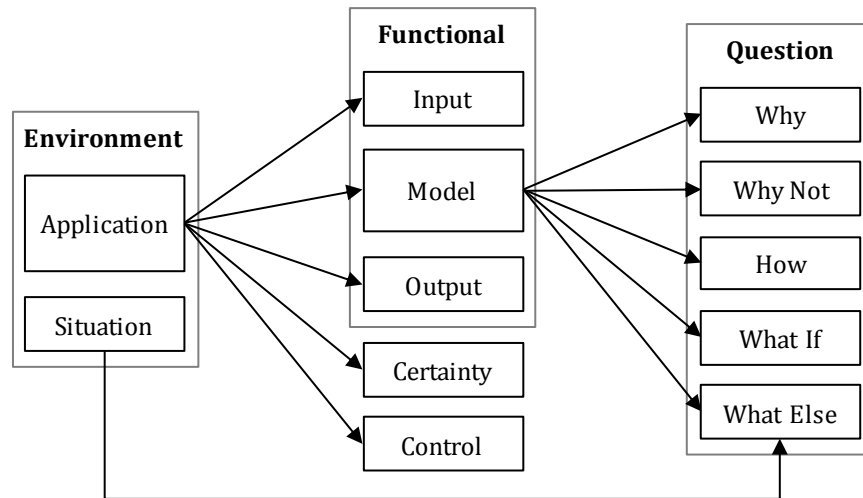 Environment
Application
Situation
Functional
Input
Model
Output
Certainty
Control
Question
Why
Why Not
How
What If
What Else